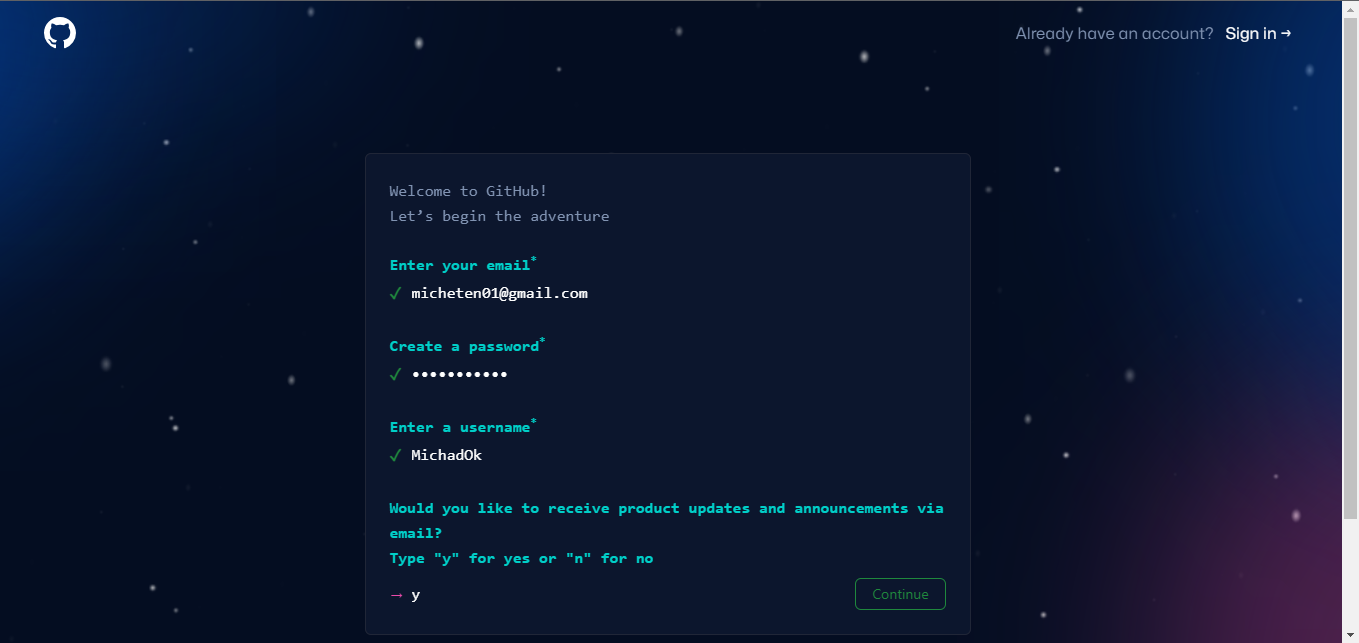 Already have an account? Sign in →
Welcome to GitHub!
Let’s begin the adventure
Enter your email*
✓ micheten01@gmail.com
Create a password*
✓ •••••••••••
Enter a username*
✓ MichadOk
Would you like to receive product updates and announcements via
email?
Type "y" for yes or "n" for no
→ y
Continue